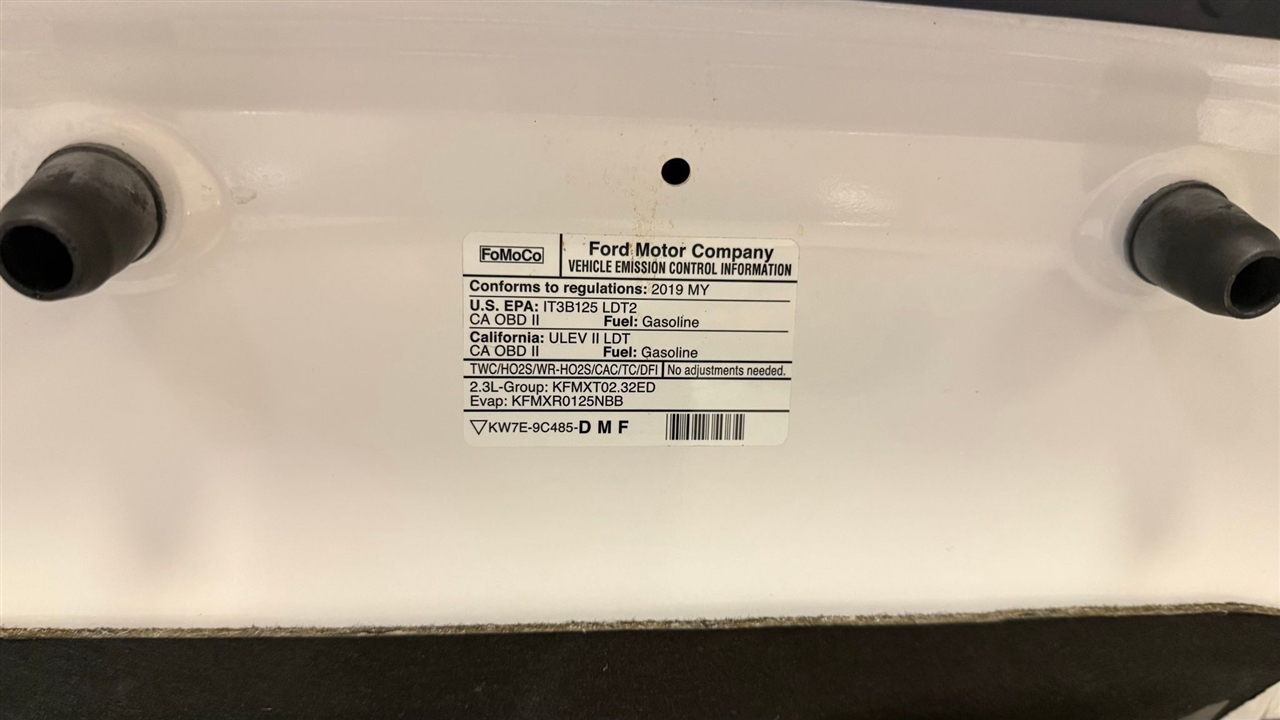 FoMoCo
Ford Motor Company
VEHICLE EMISSION CONTROL INFORMATION
Conforms to regulations: 2019 MY
U.S. EPA: IT3B125 LDT2
CA OBD II Fuel: Gasoline
California: ULEV II LDT
CA OBD II Fuel: Gasoline
TWC/HO2S/WR-HO2S/CAC/TC/DFI No adjustments needed.
2.3L-Group: KFMXT02.32ED
Evap: KFMXR0125NBB
KW7E-9C485-D M F